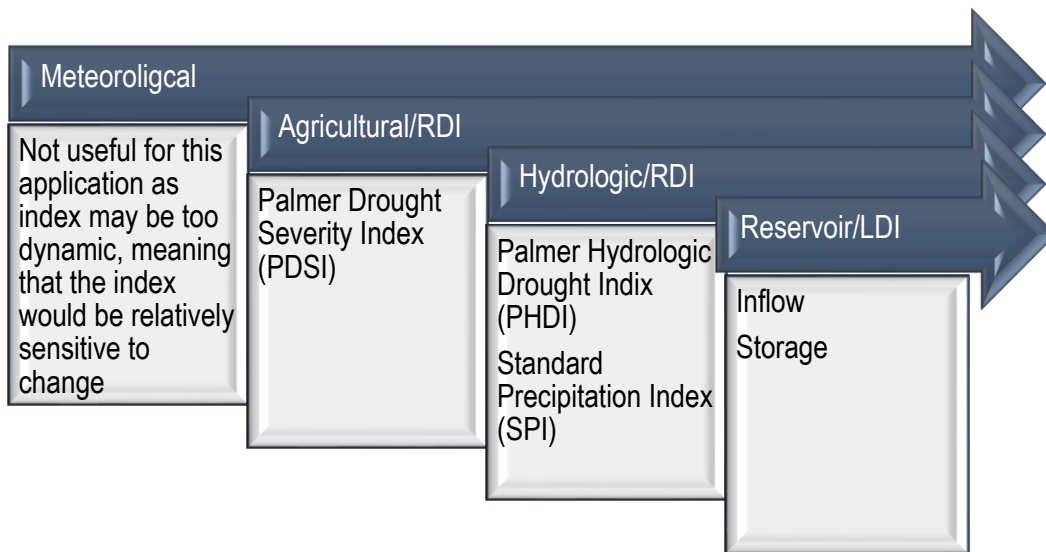 Meteoroligcal
Not useful for this
application as
index may be too
dynamic, meaning
that the index
would be relatively
sensitive to
change
Agricultural/RDI
Palmer Drought
Severity Index
(PDSI)
Hydrologic/RDI
Palmer Hydrologic
Drought Indix
(PHDI)
Standard
Precipitation Index
(SPI)
Reservoir/LDI
Inflow
Storage